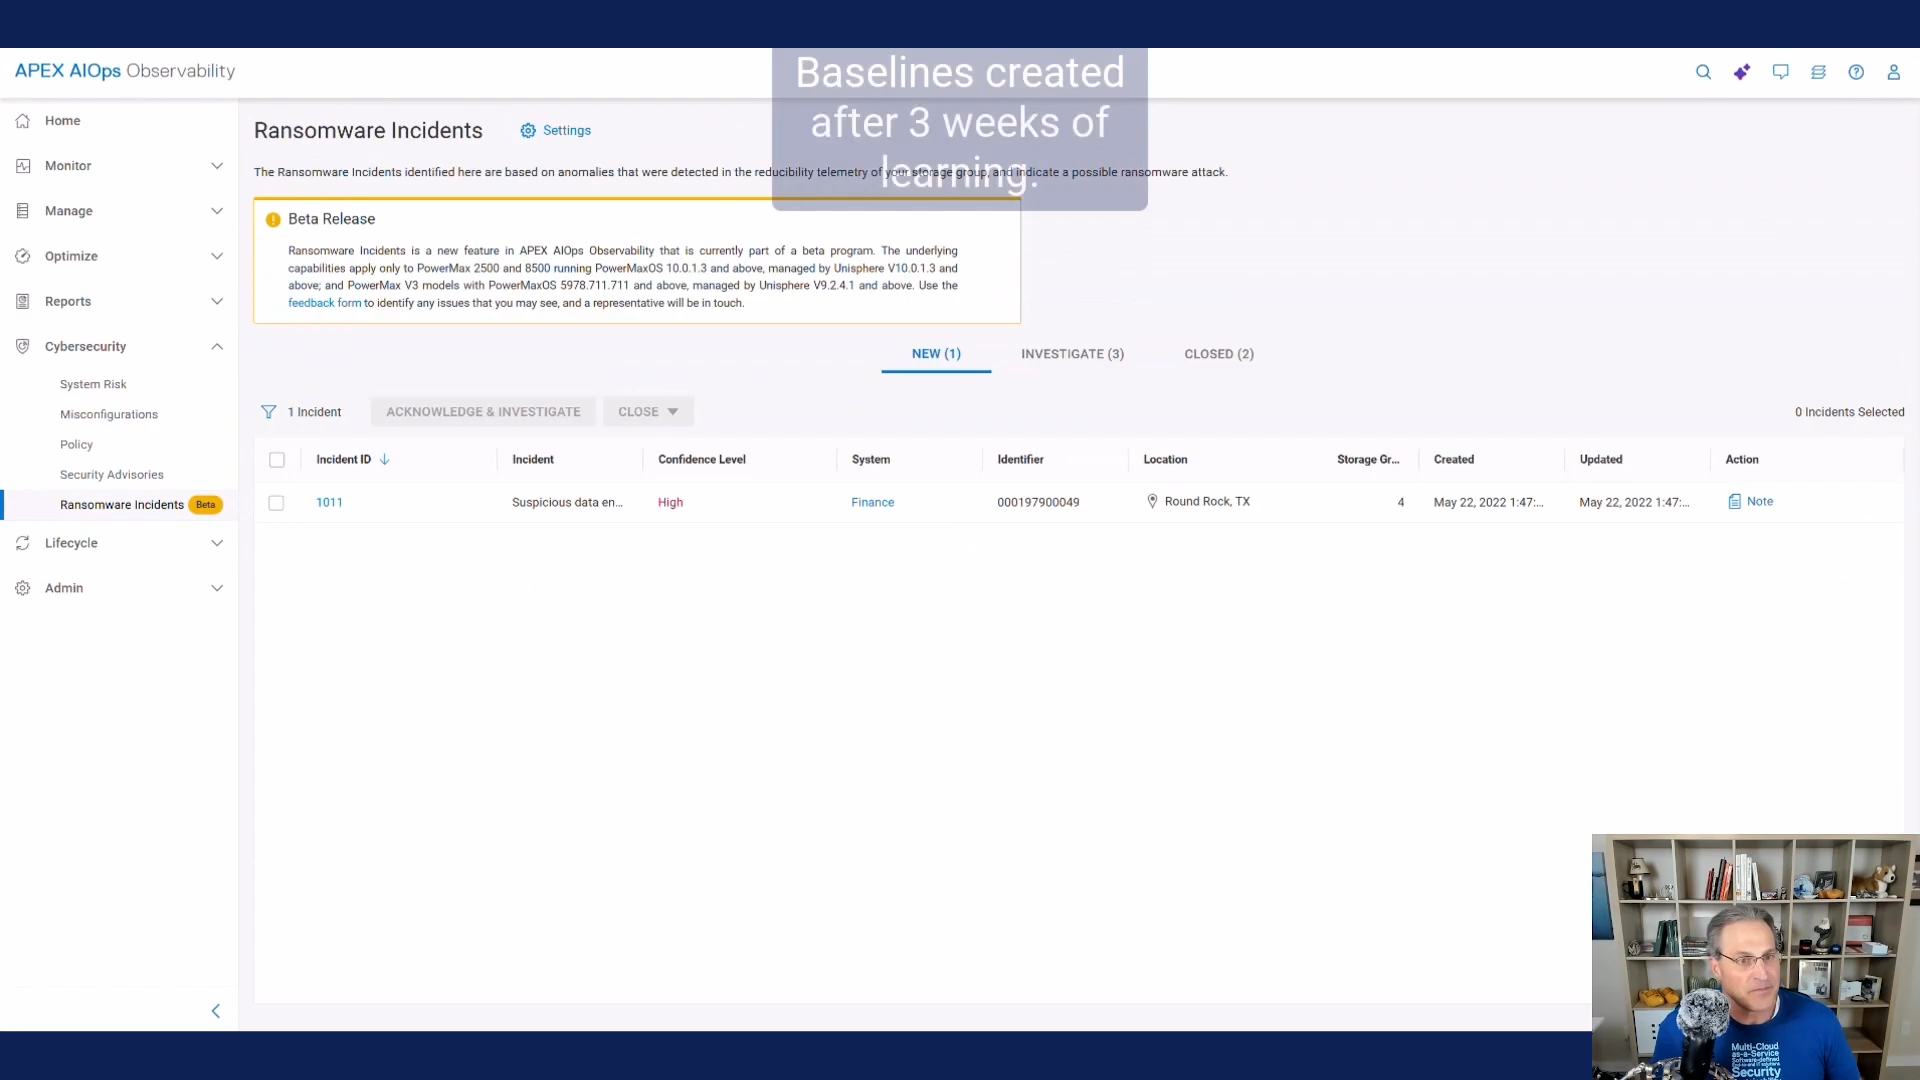 APEX AIOps Observability
Baselines created
after 3 weeks of
learning.
Home
Monitor
Manage
Optimize
Reports
Cybersecurity
System Risk
Misconfigurations
Policy
Security Advisories
Ransomware Incidents Beta
Lifecycle
Admin
Ransomware Incidents
Settings
The Ransomware Incidents identified here are based on anomalies that were detected in the reducibility telemetry of your storage group, and indicate a possible ransomware attack.
Beta Release
Ransomware Incidents is a new feature in APEX AIOps Observability that is currently part of a beta program. The underlying
capabilities apply only to PowerMax 2500 and 8500 running PowerMaxOS 10.0.1.3 and above, managed by Unisphere V10.0.1.3 and
above; and PowerMax V3 models with PowerMaxOS 5978.711.711 and above, managed by Unisphere V9.2.4.1 and above. Use the
feedback form to identify any issues that you may see, and a representative will be in touch.
NEW (1) INVESTIGATE (3) CLOSED (2)
1 Incident ACKNOWLEDGE & INVESTIGATE CLOSE 0 Incidents Selected
Incident ID Incident Confidence Level System Identifier Location Storage Gr... Created Updated Action
1011 Suspicious data en... High Finance 000197900049 Round Rock, TX 4 May 22, 2022 1:47:... May 22, 2022 1:47:... Note
Multi-Cloud
as-a-Service
Software-defined
Security